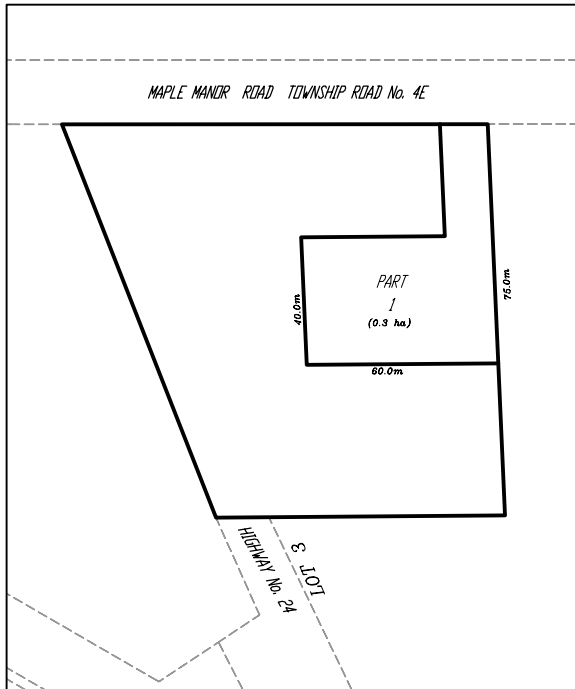 MAPLE MANOR ROAD TOWNSHIP ROAD No. 4E
PART
1
(0.3 ha)
40.0m
75.0m
60.0m
HIGHWAY No. 24
LOT 3